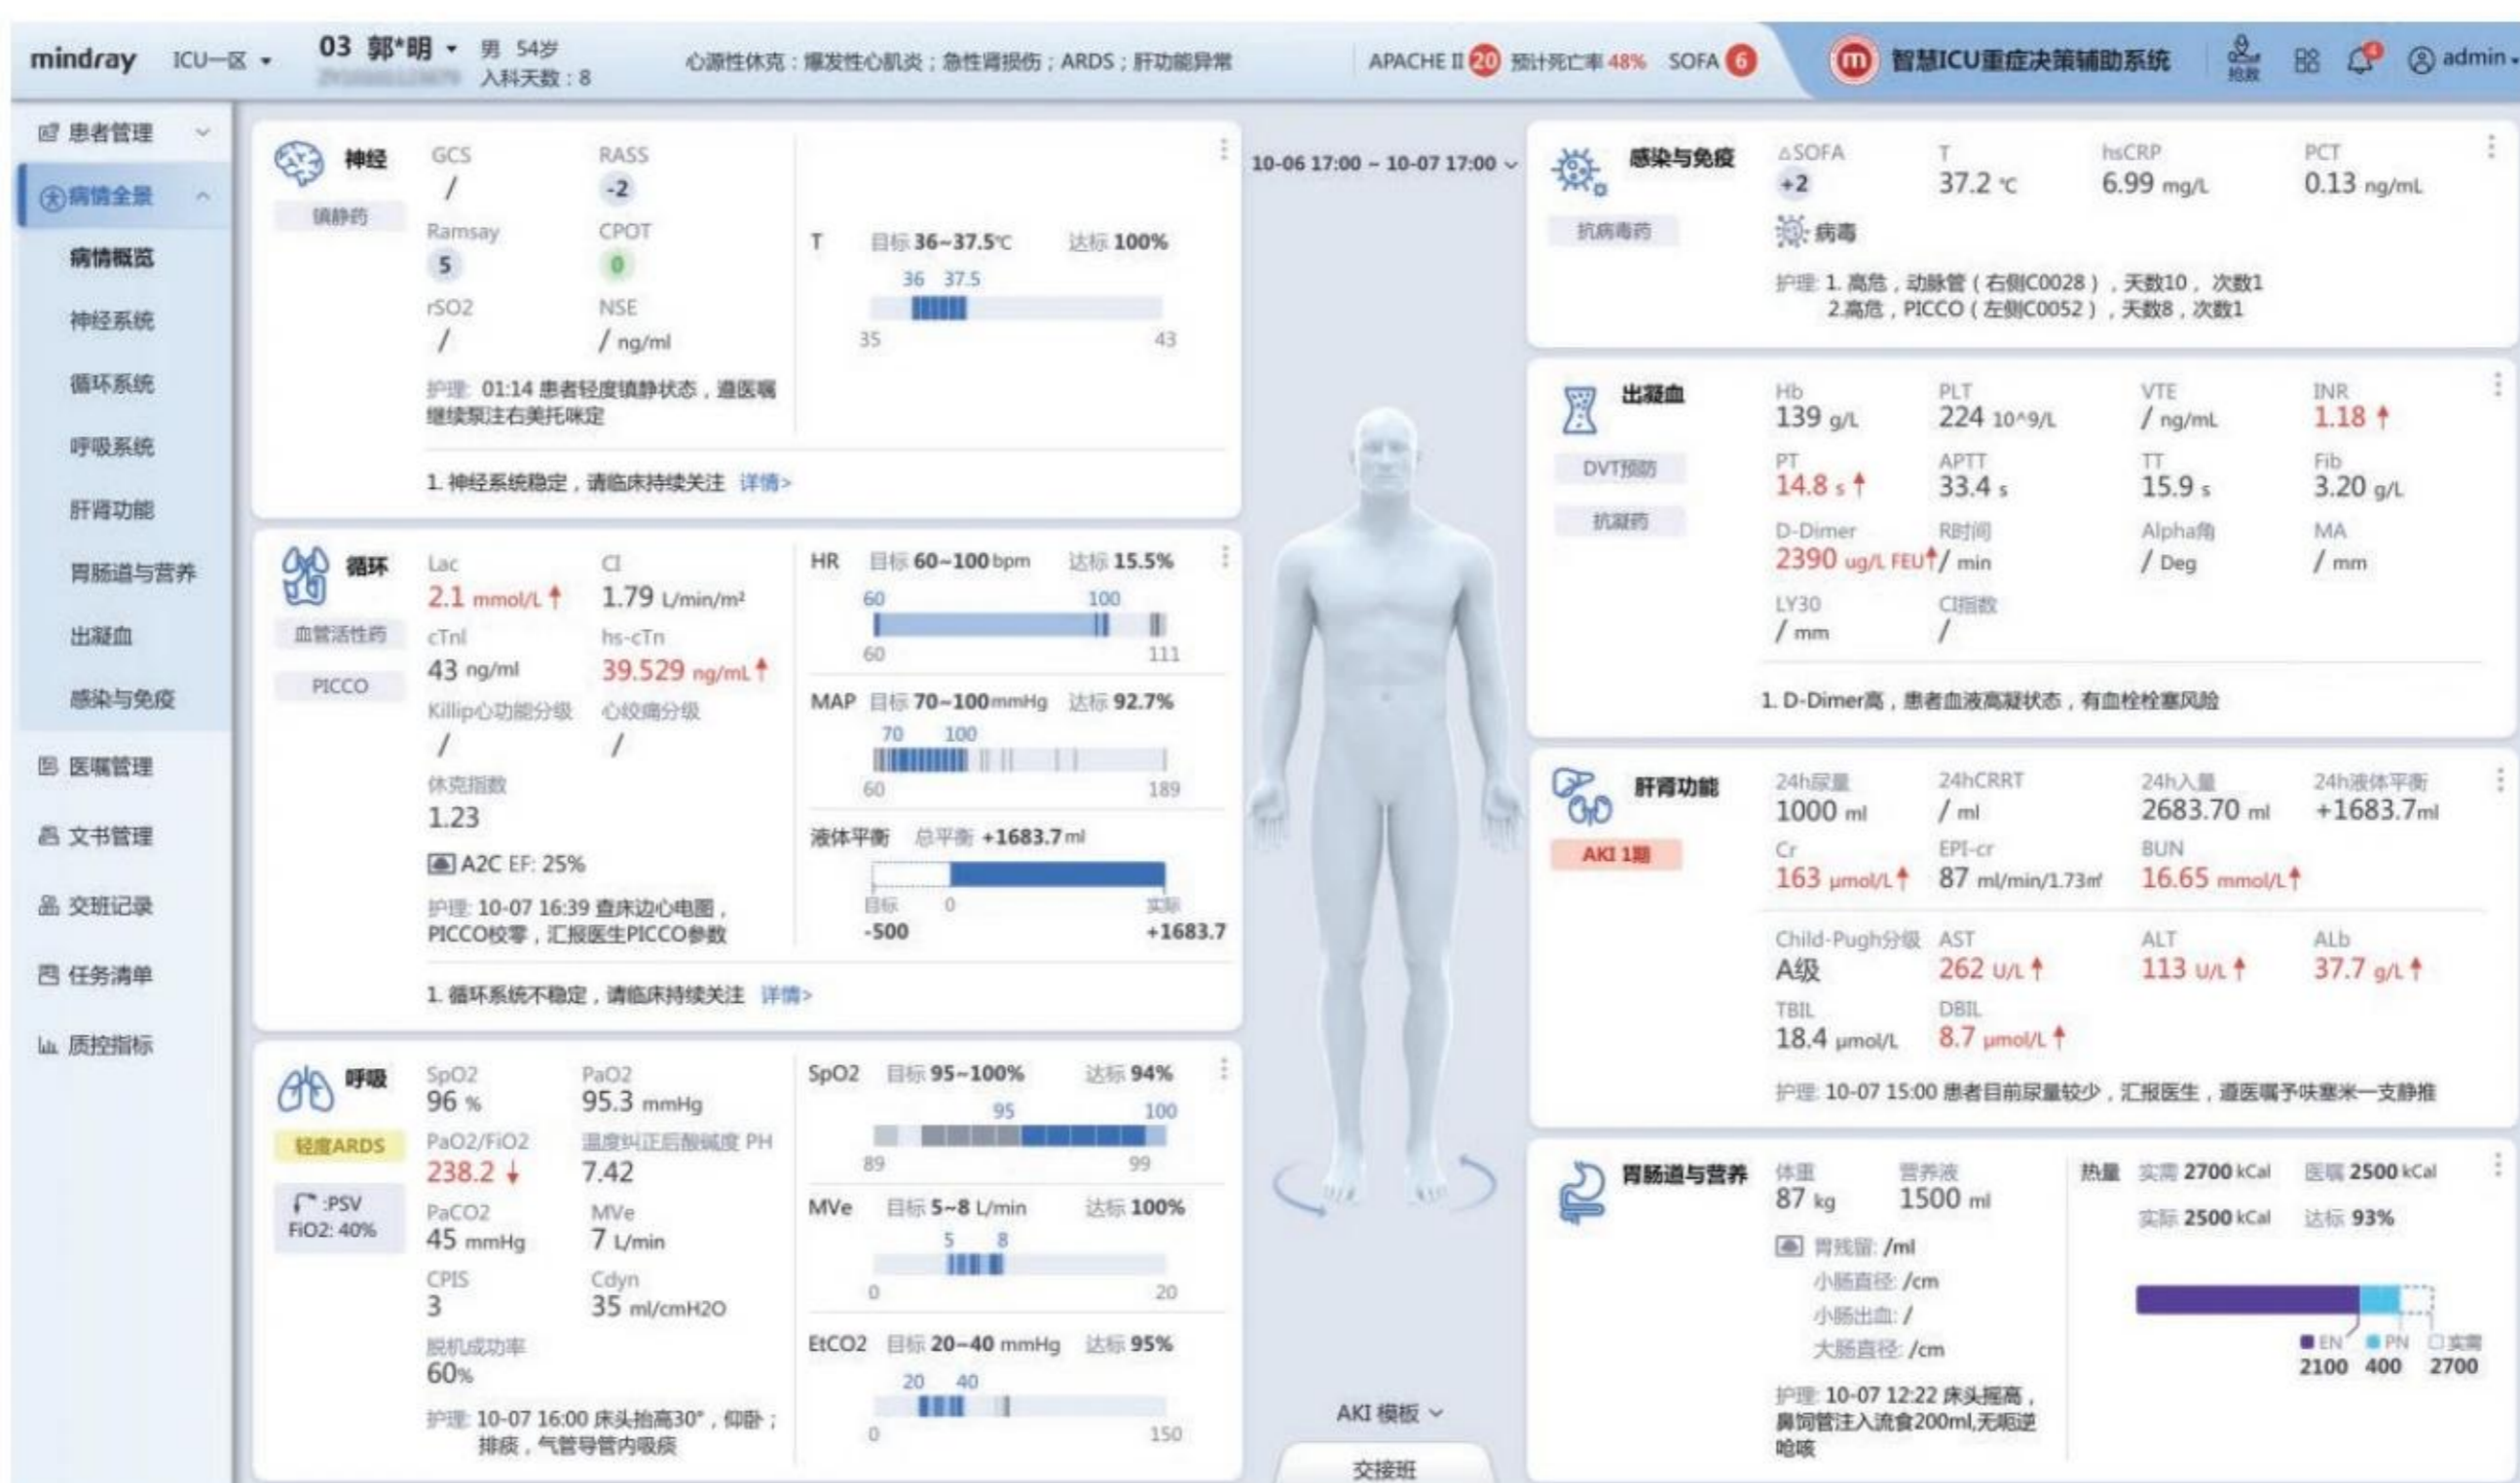 mindray
ICU一区
03 郭*明
男 54岁
入科天数：8
心源性休克：爆发性心肌炎；急性肾损伤；ARDS；肝功能异常
APACHE II 20 预计死亡率 48% SOFA 6
智慧ICU重症决策辅助系统
抢救
4
admin
患者管理
病情全景
病情概览
神经系统
循环系统
呼吸系统
肝肾功能
胃肠道与营养
出凝血
感染与免疫
医嘱管理
文书管理
交班记录
任务清单
质控指标
神经
镇静药
GCS RASS
/ -2
Ramsay CPOT
5 0
rSO2 NSE
/ / ng/ml
护理: 01:14 患者轻度镇静状态，遵医嘱
继续泵注右美托咪定
T 目标 36~37.5℃ 达标 100%
36 37.5
35 43
1. 神经系统稳定，请临床持续关注 详情>
循环
血管活性药
PICCO
Lac CI
2.1 mmol/L↑ 1.79 L/min/m²
cTnI hs-cTn
43 ng/ml 39.529 ng/mL↑
Killip心功能分级 心绞痛分级
/ /
休克指数
1.23
A2C EF: 25%
护理: 10-07 16:39 查床边心电图，
PICCO校零，汇报医生PICCO参数
HR 目标 60~100 bpm 达标 15.5%
60 100
60 111
MAP 目标 70~100mmHg 达标 92.7%
70 100
60 189
液体平衡 总平衡 +1683.7 ml
目标 0 实际
-500 +1683.7
1. 循环系统不稳定，请临床持续关注 详情>
呼吸
轻度ARDS
:PSV
FiO2: 40%
SpO2 PaO2
96 % 95.3 mmHg
PaO2/FiO2 温度纠正后酸碱度 PH
238.2 ↓ 7.42
PaCO2 MVe
45 mmHg 7 L/min
CPIS Cdyn
3 35 ml/cmH2O
脱机成功率
60%
护理: 10-07 16:00 床头抬高30°，仰卧；
排痰，气管导管内吸痰
SpO2 目标 95~100% 达标 94%
95 100
89 99
MVe 目标 5~8 L/min 达标 100%
5 8
0 20
EtCO2 目标 20~40 mmHg 达标 95%
20 40
0 150
10-06 17:00 ~ 10-07 17:00
AKI 模板
交接班
感染与免疫
抗病毒药
△SOFA T hsCRP PCT
+2 37.2 ℃ 6.99 mg/L 0.13 ng/mL
病毒
护理: 1. 高危，动脉管（右侧C0028），天数10，次数1
2.高危，PICCO（左侧C0052），天数8，次数1
出凝血
DVT预防
抗凝药
Hb PLT VTE INR
139 g/L 224 10^9/L / ng/mL 1.18 ↑
PT APTT TT Fib
14.8 s↑ 33.4 s 15.9 s 3.20 g/L
D-Dimer R时间 Alpha角 MA
2390 ug/L FEU↑ / min / Deg / mm
LY30 CI指数
/ mm /
1. D-Dimer高，患者血液高凝状态，有血栓栓塞风险
肝肾功能
AKI 1期
24h尿量 24hCRRT 24h入量 24h液体平衡
1000 ml / ml 2683.70 ml +1683.7ml
Cr EPI-cr BUN
163 μmol/L↑ 87 ml/min/1.73㎡ 16.65 mmol/L↑
Child-Pugh分级 AST ALT ALb
A级 262 U/L↑ 113 U/L↑ 37.7 g/L↑
TBIL DBIL
18.4 μmol/L 8.7 μmol/L↑
护理: 10-07 15:00 患者目前尿量较少，汇报医生，遵医嘱予呋塞米一支静推
胃肠道与营养
体重 营养液
87 kg 1500 ml
胃残留: /ml
小肠直径: /cm
小肠出血: /
大肠直径: /cm
护理: 10-07 12:22 床头摇高，
鼻饲管注入流食200ml,无呃逆
呛咳
热量 实需 2700 kCal 医嘱 2500 kCal
实际 2500 kCal 达标 93%
EN PN 实需
2100 400 2700